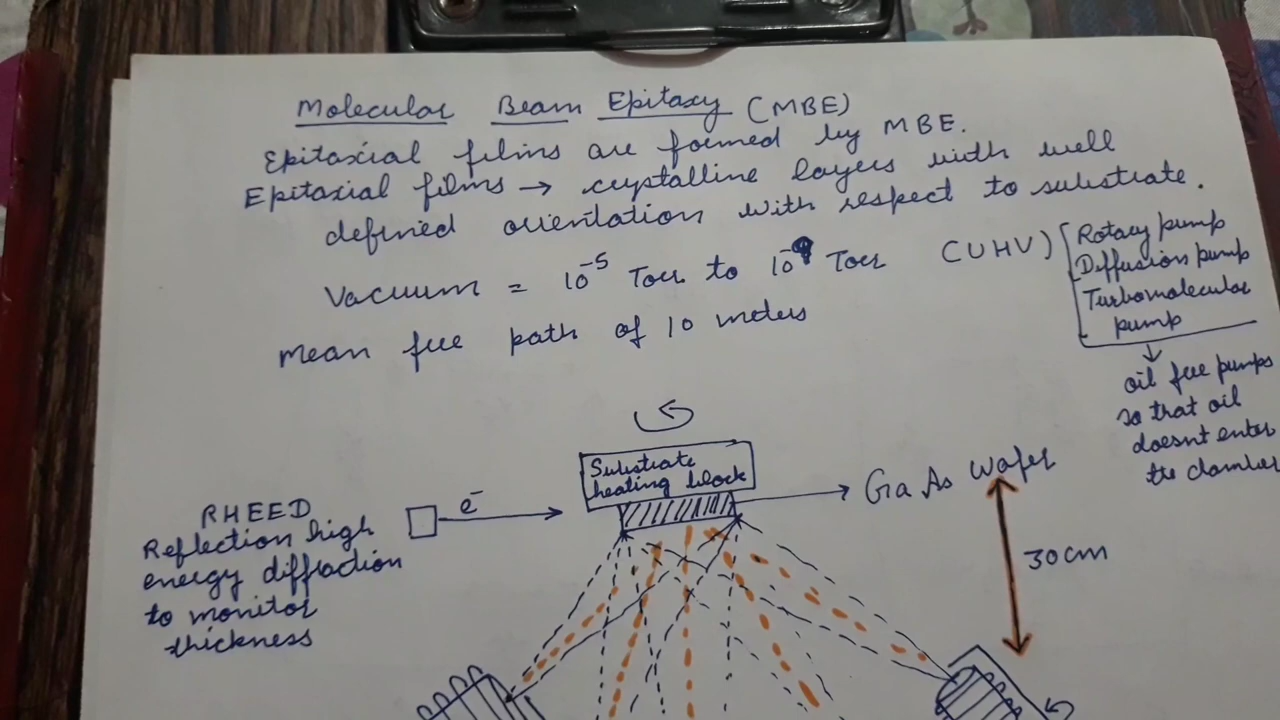 Molecular Beam Epitaxy (MBE)
Epitaxial films are formed by MBE.
Epitaxial films → crystalline layers with well
defined orientation with respect to substrate.
Vacuum = 10⁻⁵ Torr to 10⁻⁹ Torr (UHV)
Rotary pump
Diffusion pump
Turbomolecular
pump
↓
oil free pumps
so that oil
doesnt enter
the chamber
Mean free path of 10 meters
Substrate
heating block
GaAs Wafer
RHEED
Reflection high
energy diffraction
to monitor
thickness
e⁻
30cm